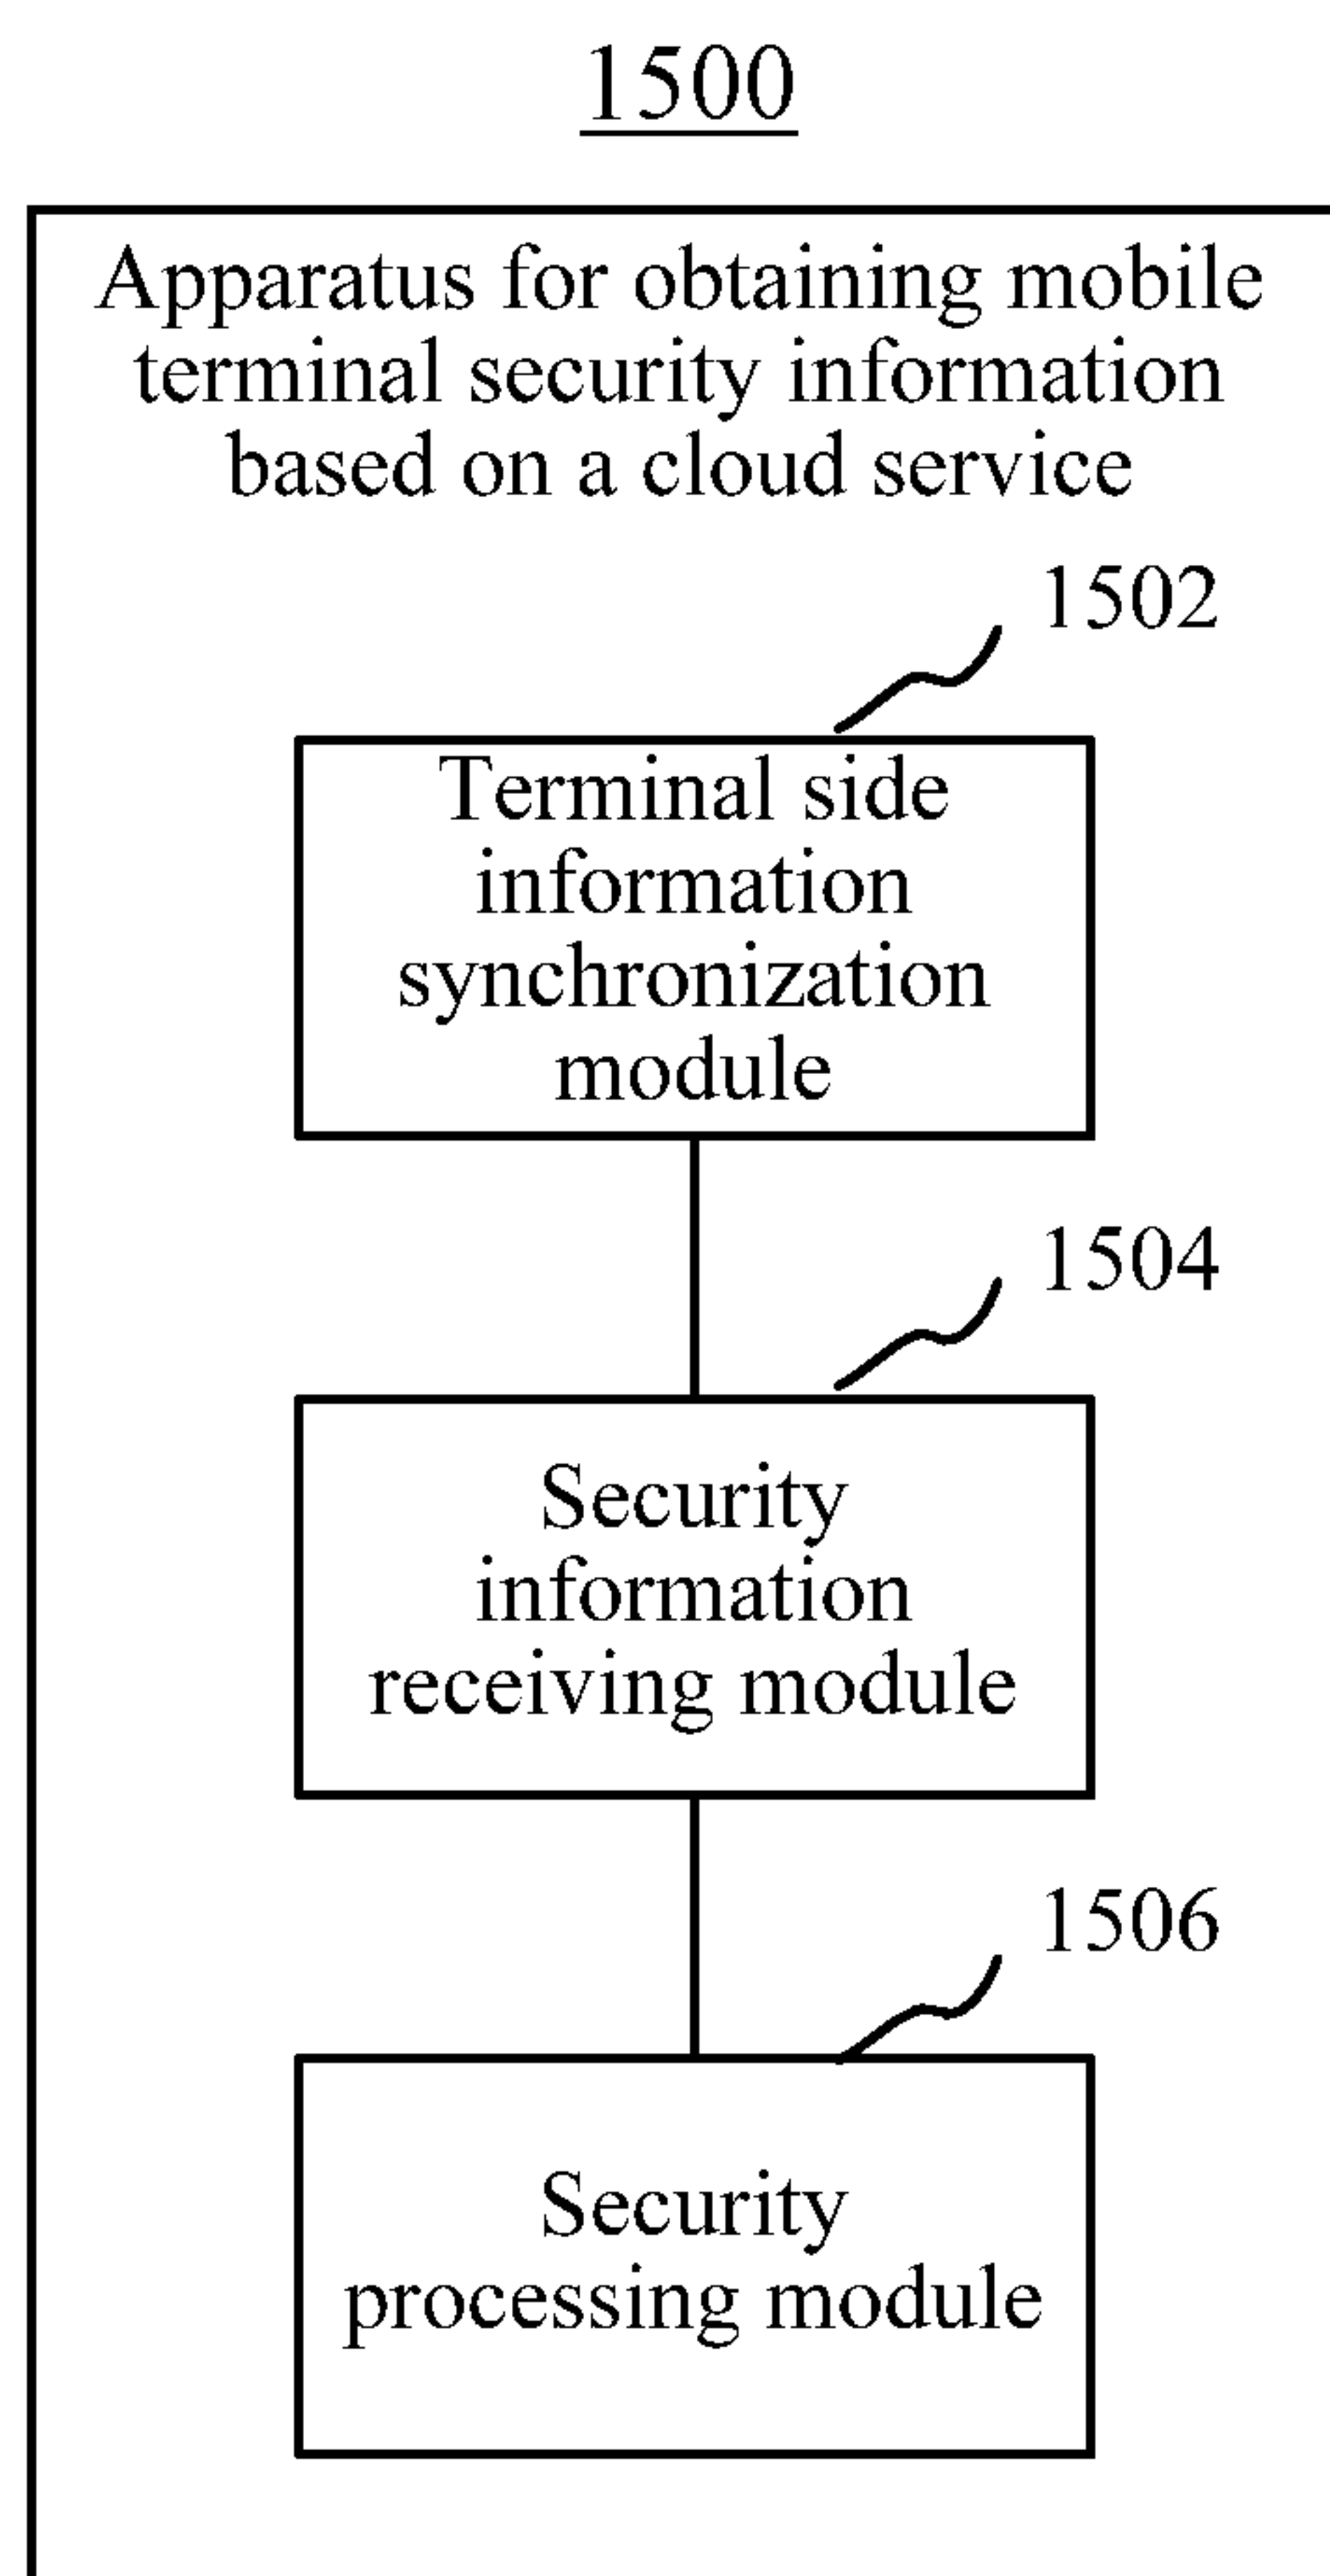 1500
Apparatus for obtaining mobile
terminal security information
based on a cloud service
1502
Terminal side
information
synchronization
module
1504
Security
information
receiving module
1506
Security
processing module